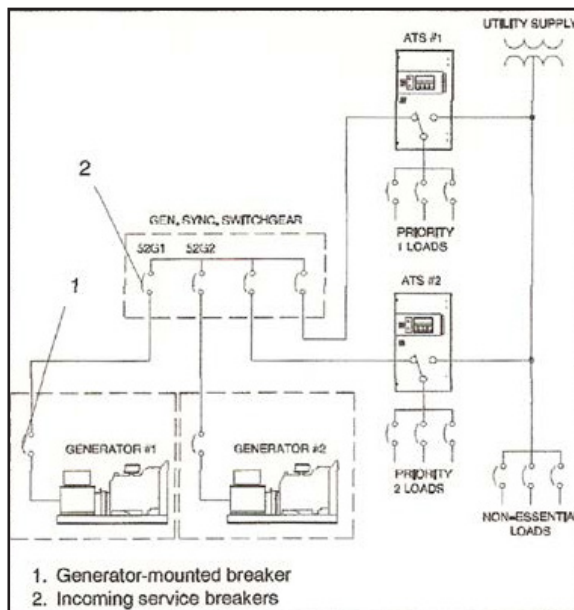 ATS #1
UTILITY SUPPLY
2
GEN, SYNC, SWITCHGEAR
52G1 52G2
PRIORITY
1 LOADS
ATS #2
1
GENERATOR #1
GENERATOR #2
PRIORITY
2 LOADS
NON-ESSENTIAL
LOADS
1. Generator-mounted breaker
2. Incoming service breakers